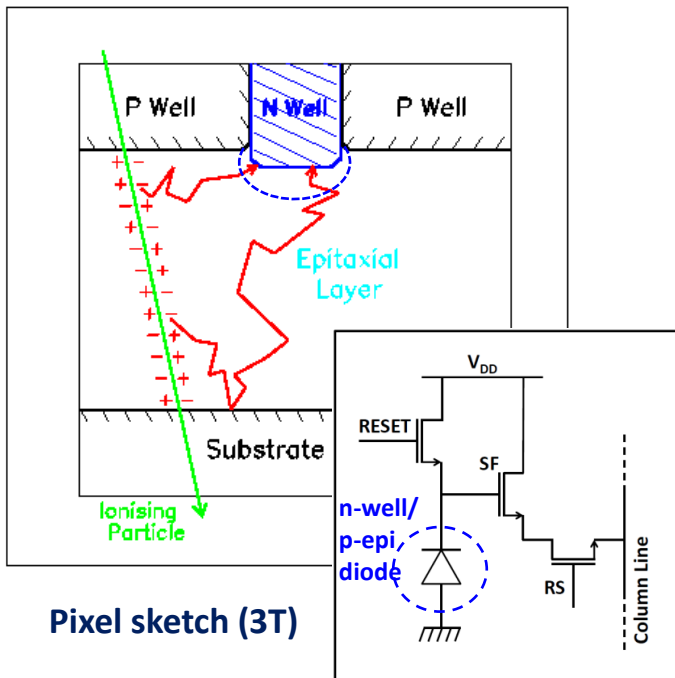 P Well
N Well
P Well
Epitaxial
Layer
Substrate
Ionising
Particle
Pixel sketch (3T)
VDD
RESET
SF
n-well/
p-epi
diode
RS
Column Line